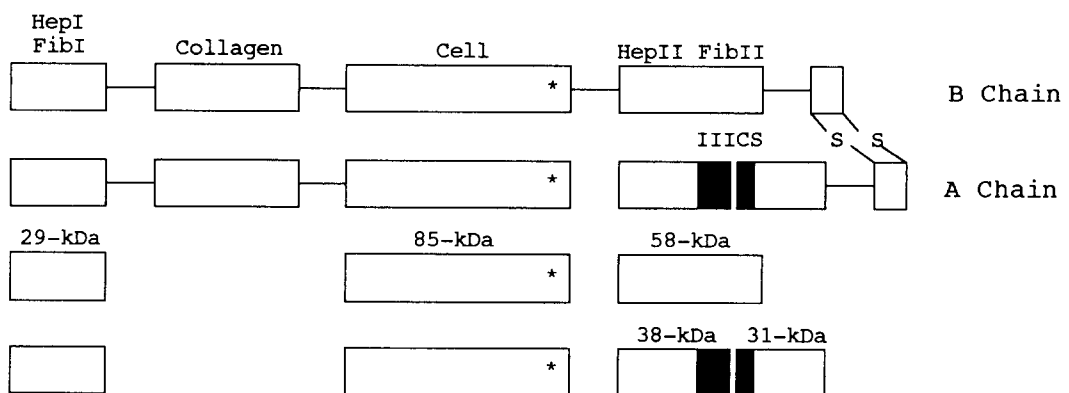 HepI
FibI
Collagen
Cell
HepII FibII
*
B Chain
S S
IIICS
*
A Chain
29-kDa
85-kDa
58-kDa
*
38-kDa
31-kDa
*